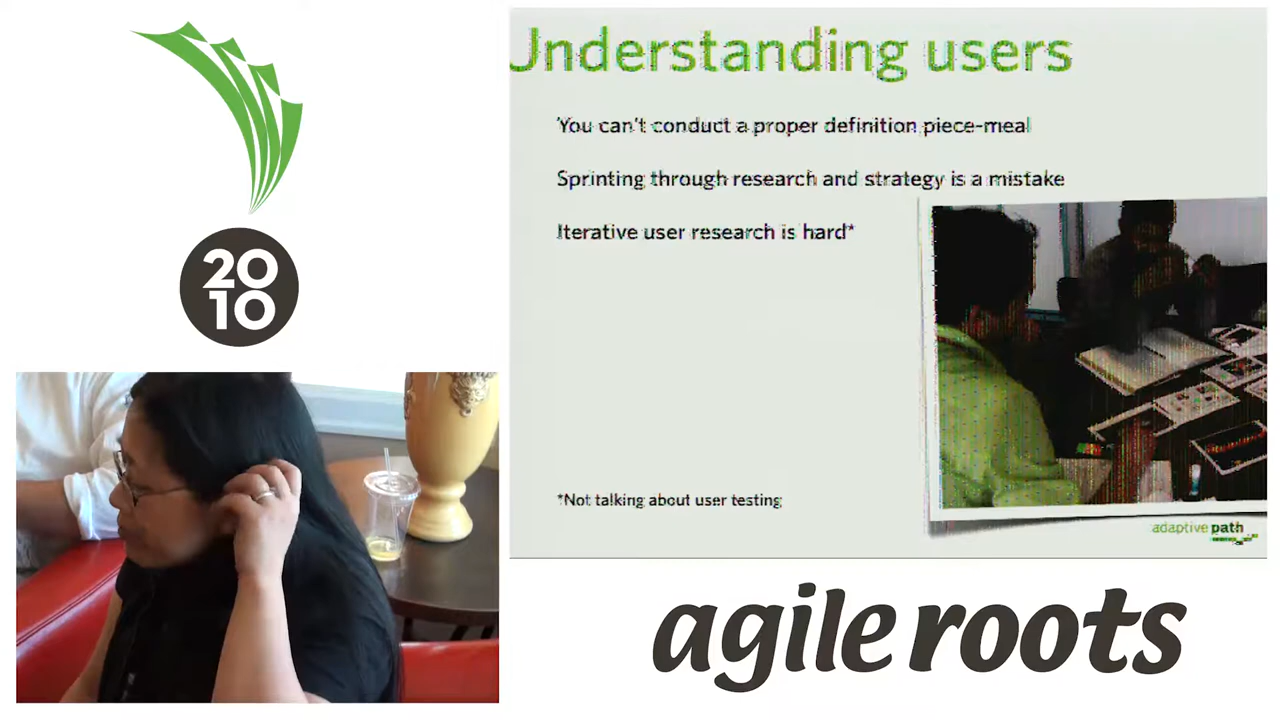 20
10
Understanding users
You can't conduct a proper definition piece-meal
Sprinting through research and strategy is a mistake
Iterative user research is hard*
*Not talking about user testing
adaptive path
agile roots